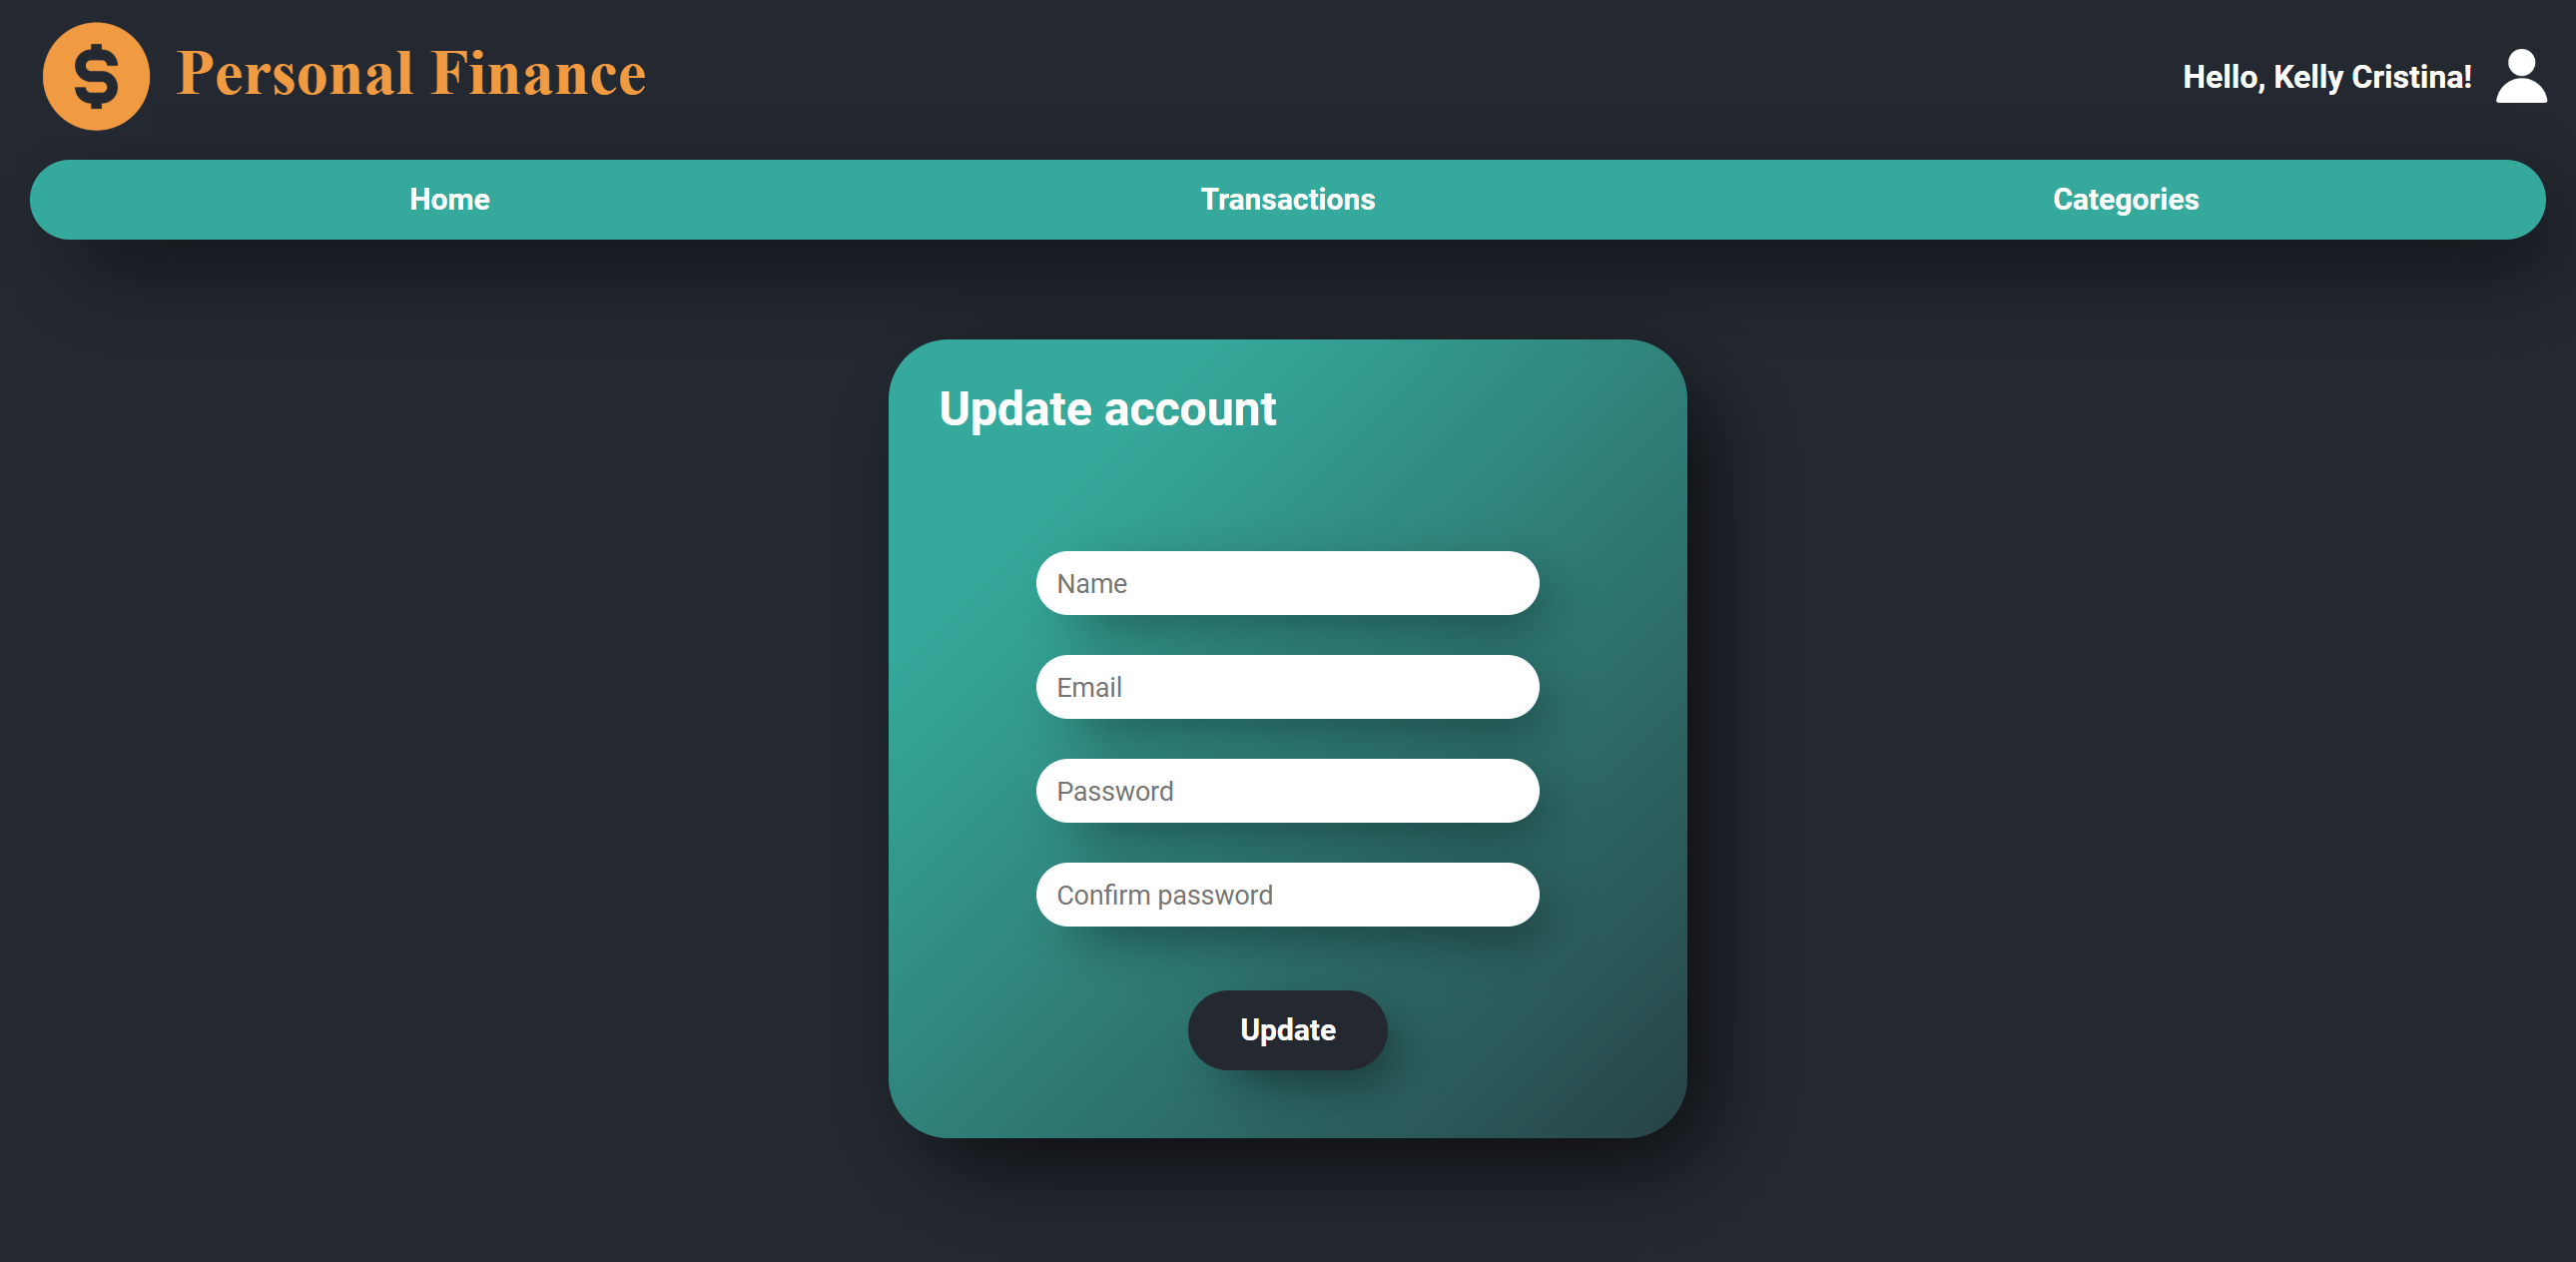 $ Personal Finance
Hello, Kelly Cristina!
Home
Transactions
Categories
Update account
Name
Email
Password
Confirm password
Update